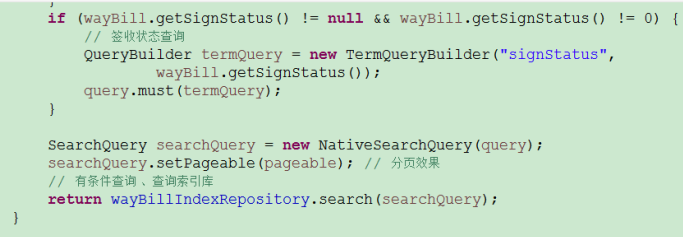 if (wayBill.getSignStatus() != null && wayBill.getSignStatus() != 0) {
// 签收状态查询
QueryBuilder termQuery = new TermQueryBuilder("signStatus",
wayBill.getSignStatus());
query.must(termQuery);
}
SearchQuery searchQuery = new NativeSearchQuery(query);
searchQuery.setPageable(pageable); // 分页效果
// 有条件查询 、查询索引库
return wayBillIndexRepository.search(searchQuery);
}